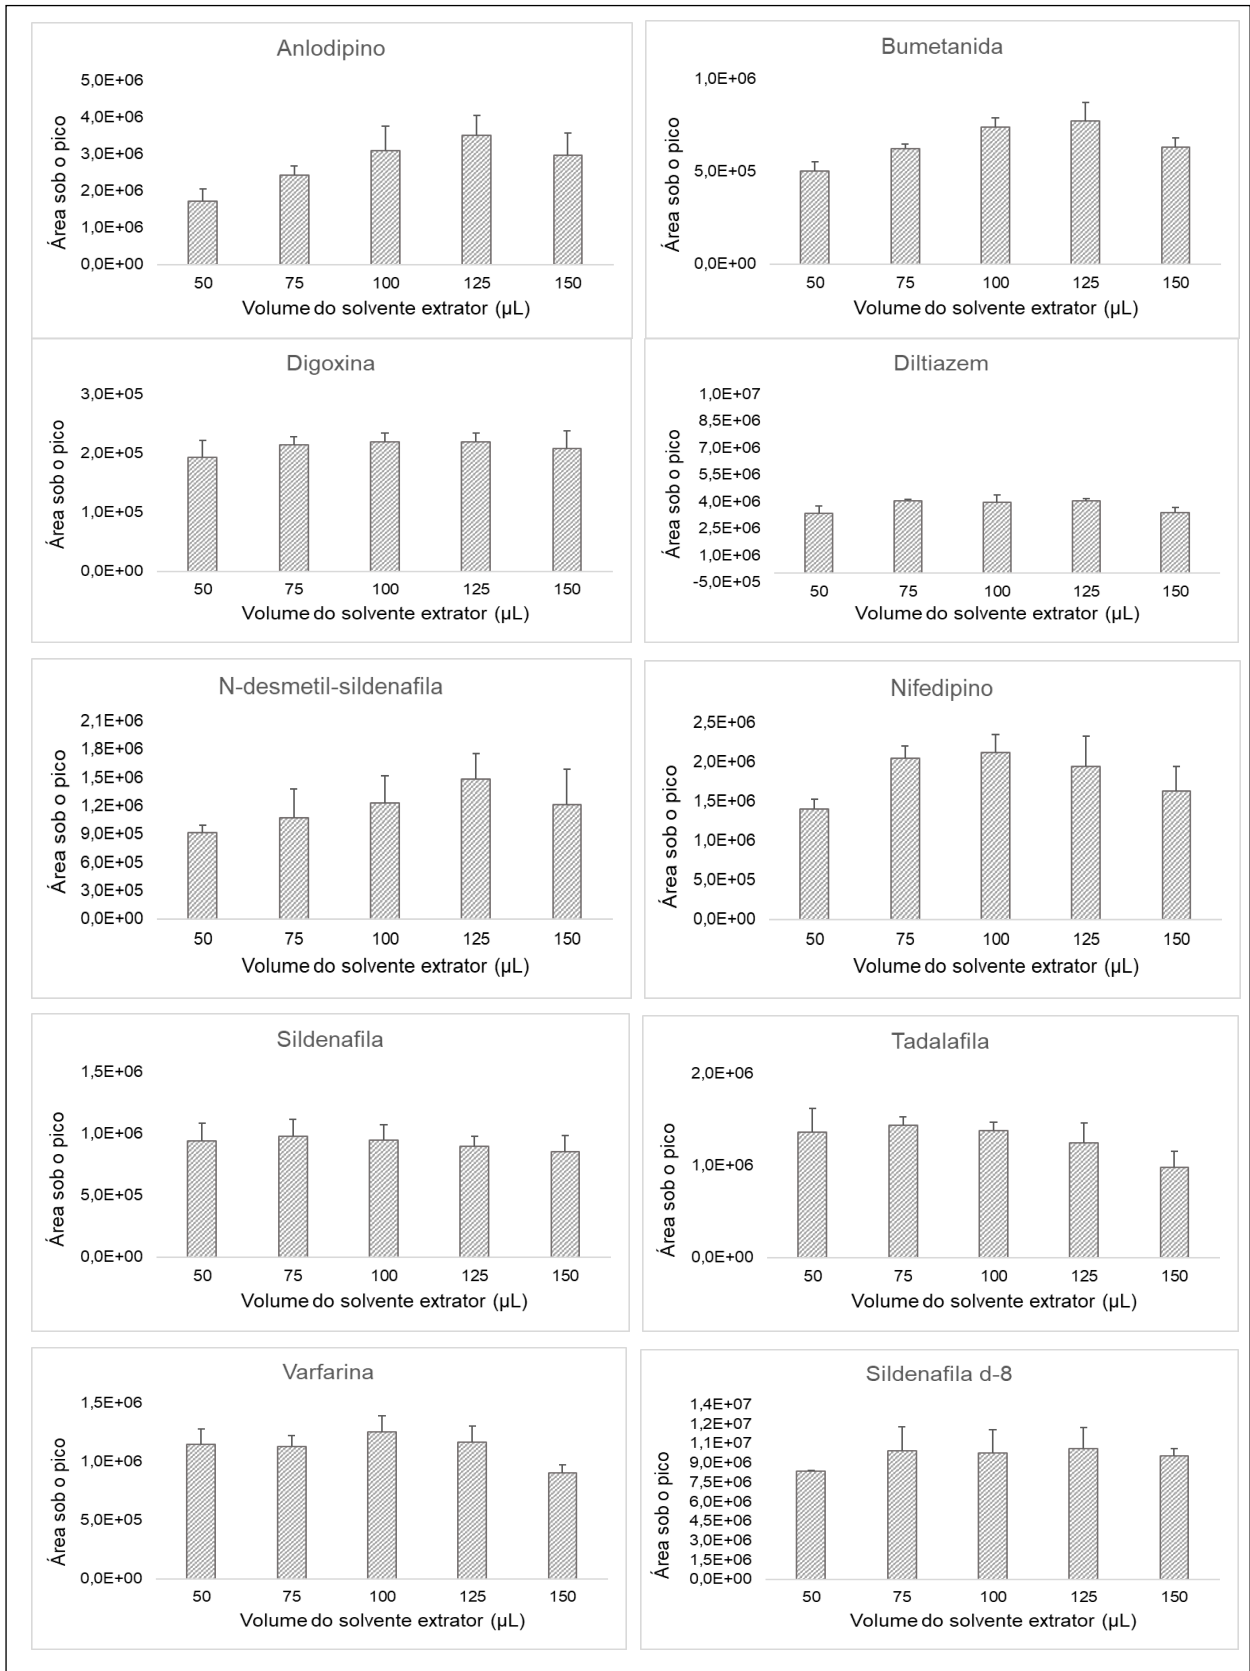 Anlodipino
Área sob o pico
5,0E+06
4,0E+06
3,0E+06
2,0E+06
1,0E+06
0,0E+00
50 75 100 125 150
Volume do solvente extrator (µL)
Bumetanida
Área sob o pico
1,0E+06
5,0E+05
0,0E+00
50 75 100 125 150
Volume do solvente extrator (µL)
Digoxina
Área sob o pico
3,0E+05
2,0E+05
1,0E+05
0,0E+00
50 75 100 125 150
Volume do solvente extrator (µL)
Diltiazem
Área sob o pico
1,0E+07
8,5E+06
7,0E+06
5,5E+06
4,0E+06
2,5E+06
1,0E+06
-5,0E+05
50 75 100 125 150
Volume do solvente extrator (µL)
N-desmetil-sildenafila
Área sob o pico
2,1E+06
1,8E+06
1,5E+06
1,2E+06
9,0E+05
6,0E+05
3,0E+05
0,0E+00
50 75 100 125 150
Volume do solvente extrator (µL)
Nifedipino
Área sob o pico
2,5E+06
2,0E+06
1,5E+06
1,0E+06
5,0E+05
0,0E+00
50 75 100 125 150
Volume do solvente extrator (µL)
Sildenafila
Área sob o pico
1,5E+06
1,0E+06
5,0E+05
0,0E+00
50 75 100 125 150
Volume do solvente extrator (µL)
Tadalafila
Área sob o pico
2,0E+06
1,0E+06
0,0E+00
50 75 100 125 150
Volume do solvente extrator (µL)
Varfarina
Área sob o pico
1,5E+06
1,0E+06
5,0E+05
0,0E+00
50 75 100 125 150
Volume do solvente extrator (µL)
Sildenafila d-8
Área sob o pico
1,4E+07
1,2E+07
1,1E+07
9,0E+06
7,5E+06
6,0E+06
4,5E+06
3,0E+06
1,5E+06
0,0E+00
50 75 100 125 150
Volume do solvente extrator (µL)